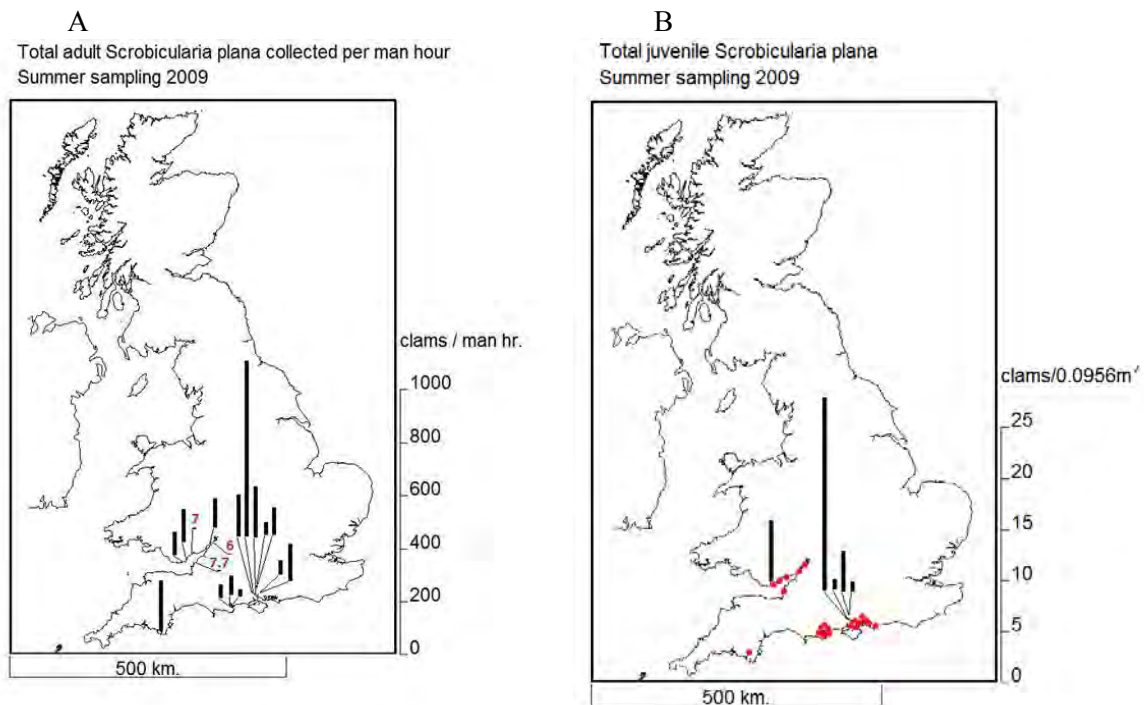 A
Total adult Scrobicularia plana collected per man hour
Summer sampling 2009
clams / man hr.
1000
800
600
400
200
0
7
6
7,7
500 km.
B
Total juvenile Scrobicularia plana
Summer sampling 2009
clams/0.0956m²
25
20
15
10
5
0
500 km.